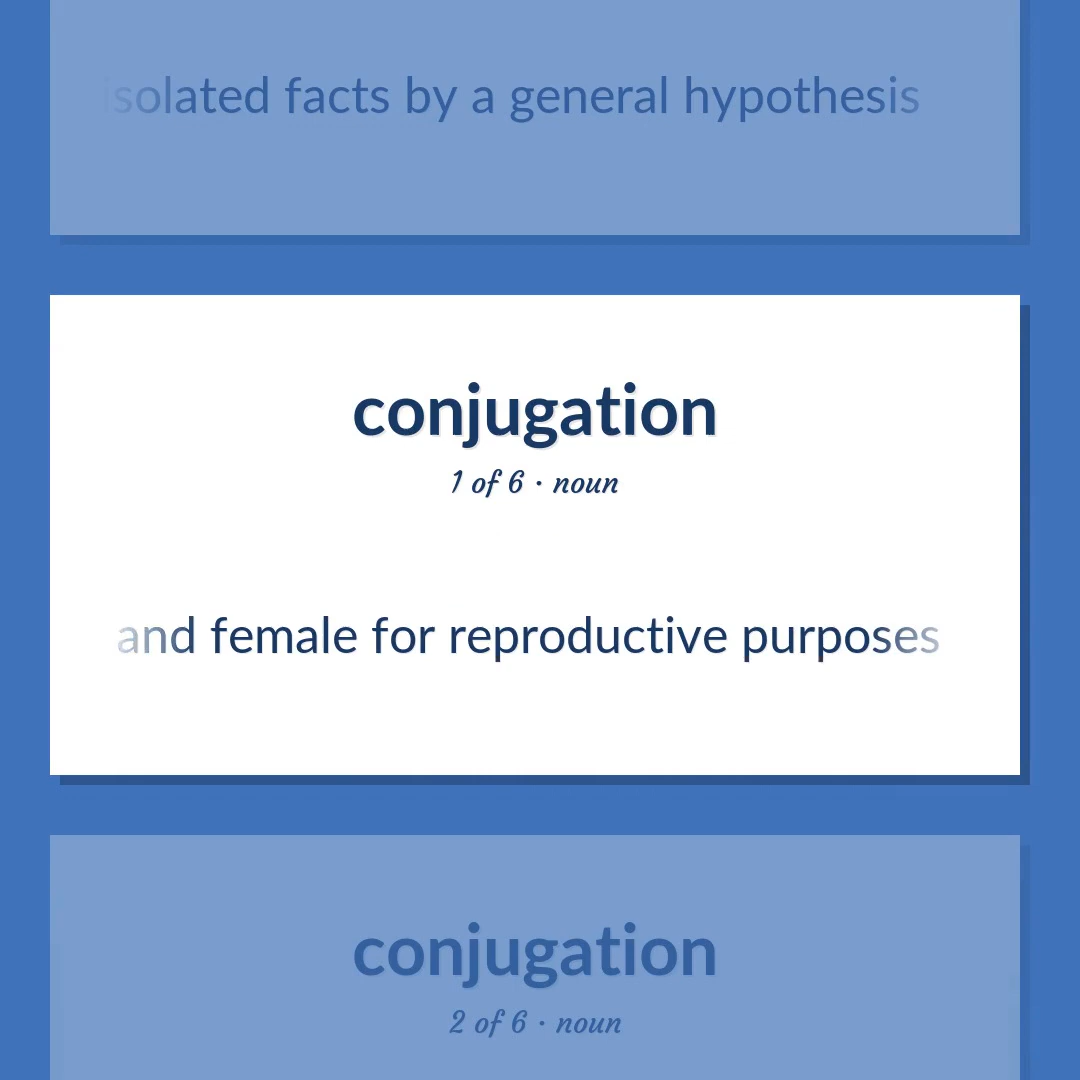 isolated facts by a general hypothesis
conjugation
1 of 6 · noun
and female for reproductive purposes
conjugation
2 of 6 · noun